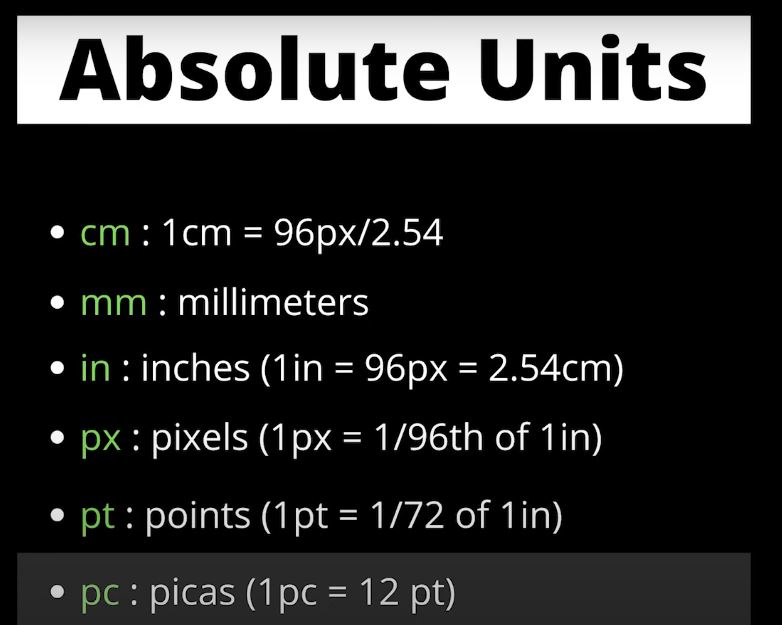 Absolute Units
• cm : 1cm = 96px/2.54
• mm : millimeters
• in : inches (1in = 96px = 2.54cm)
• px : pixels (1px = 1/96th of 1in)
• pt : points (1pt = 1/72 of 1in)
• pc : picas (1pc = 12 pt)